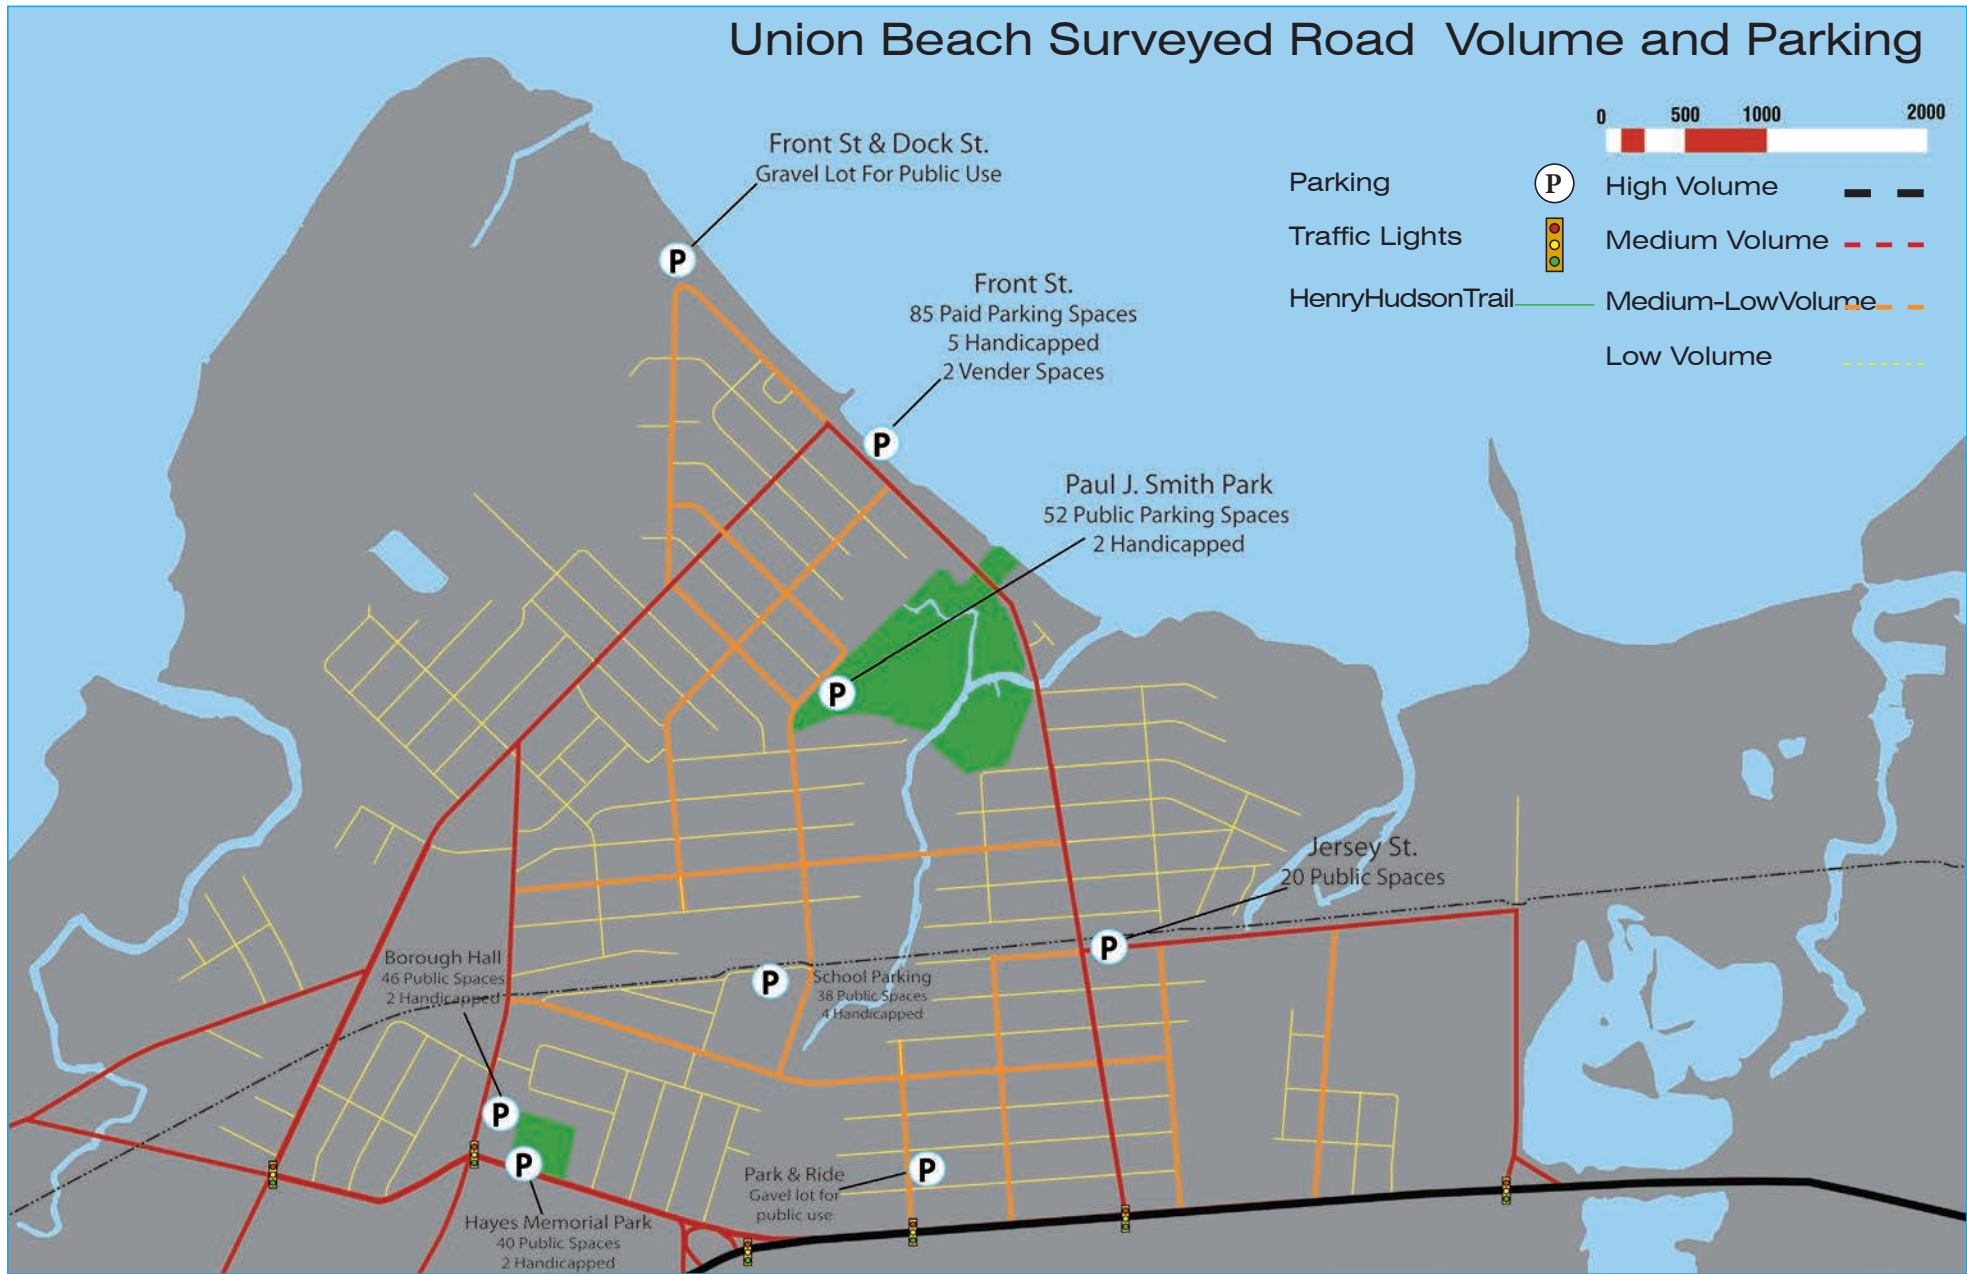 Union Beach Surveyed Road Volume and Parking
0 500 1000 2000
Parking P High Volume
Traffic Lights Medium Volume
HenryHudsonTrail Medium-LowVolume
Low Volume
Front St & Dock St.
Gravel Lot For Public Use
P
Front St.
85 Paid Parking Spaces
5 Handicapped
2 Vender Spaces
P
Paul J. Smith Park
52 Public Parking Spaces
2 Handicapped
P
Jersey St.
20 Public Spaces
P
Borough Hall
46 Public Spaces
2 Handicapped
P
P
School Parking
38 Public Spaces
4 Handicapped
P
Hayes Memorial Park
40 Public Spaces
2 Handicapped
Park & Ride
Gavel lot for
public use
P